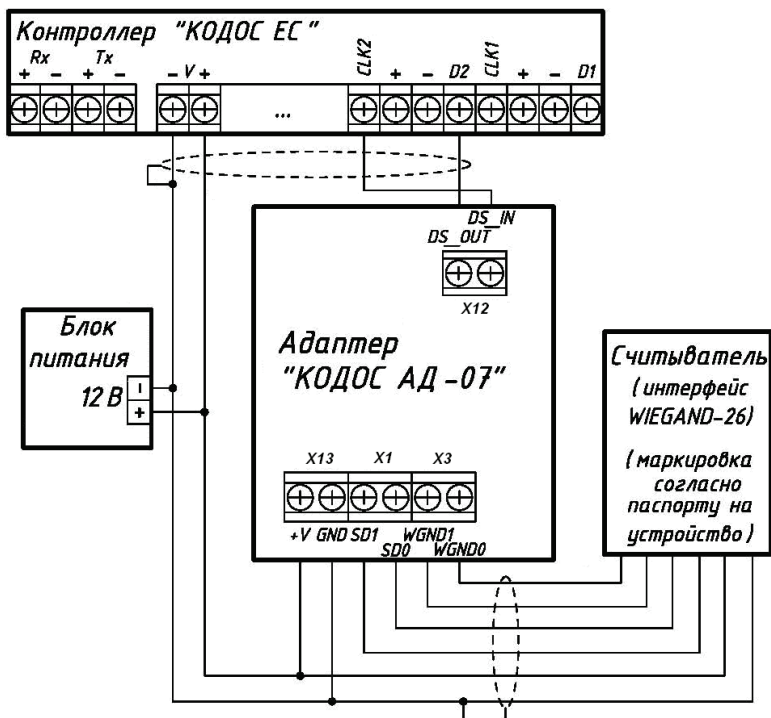 Контроллер "КОДОС ЕС"
Rx Tx
+ - + - - V + CLK2 + - D2 CLK1 + - D1
...
DS_IN
DS_OUT
X12
Блок
питания
12 В
-
+
Адаптер
"КОДОС АД-07"
X13 X1 X3
+V GND SD1 WGND1
SD0 WGND0
Считыватель
(интерфейс
WIEGAND-26)
(маркировка
согласно
паспорту на
устройство)